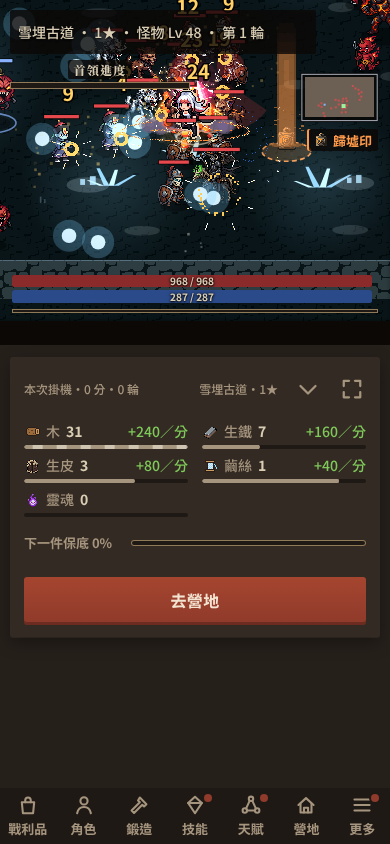 雪埋古道 · 1★ · 怪物 Lv 48 · 第 1 輪
首領進度
12
9
24
9
歸墟印
968 / 968
287 / 287
本次掛機·0 分·0 輪
雪埋古道·1★
木 31 +240／分
生鐵 7 +160／分
生皮 3 +80／分
繭絲 1 +40／分
靈魂 0
下一件保底 0%
去營地
戰利品
角色
鍛造
技能
天賦
營地
更多